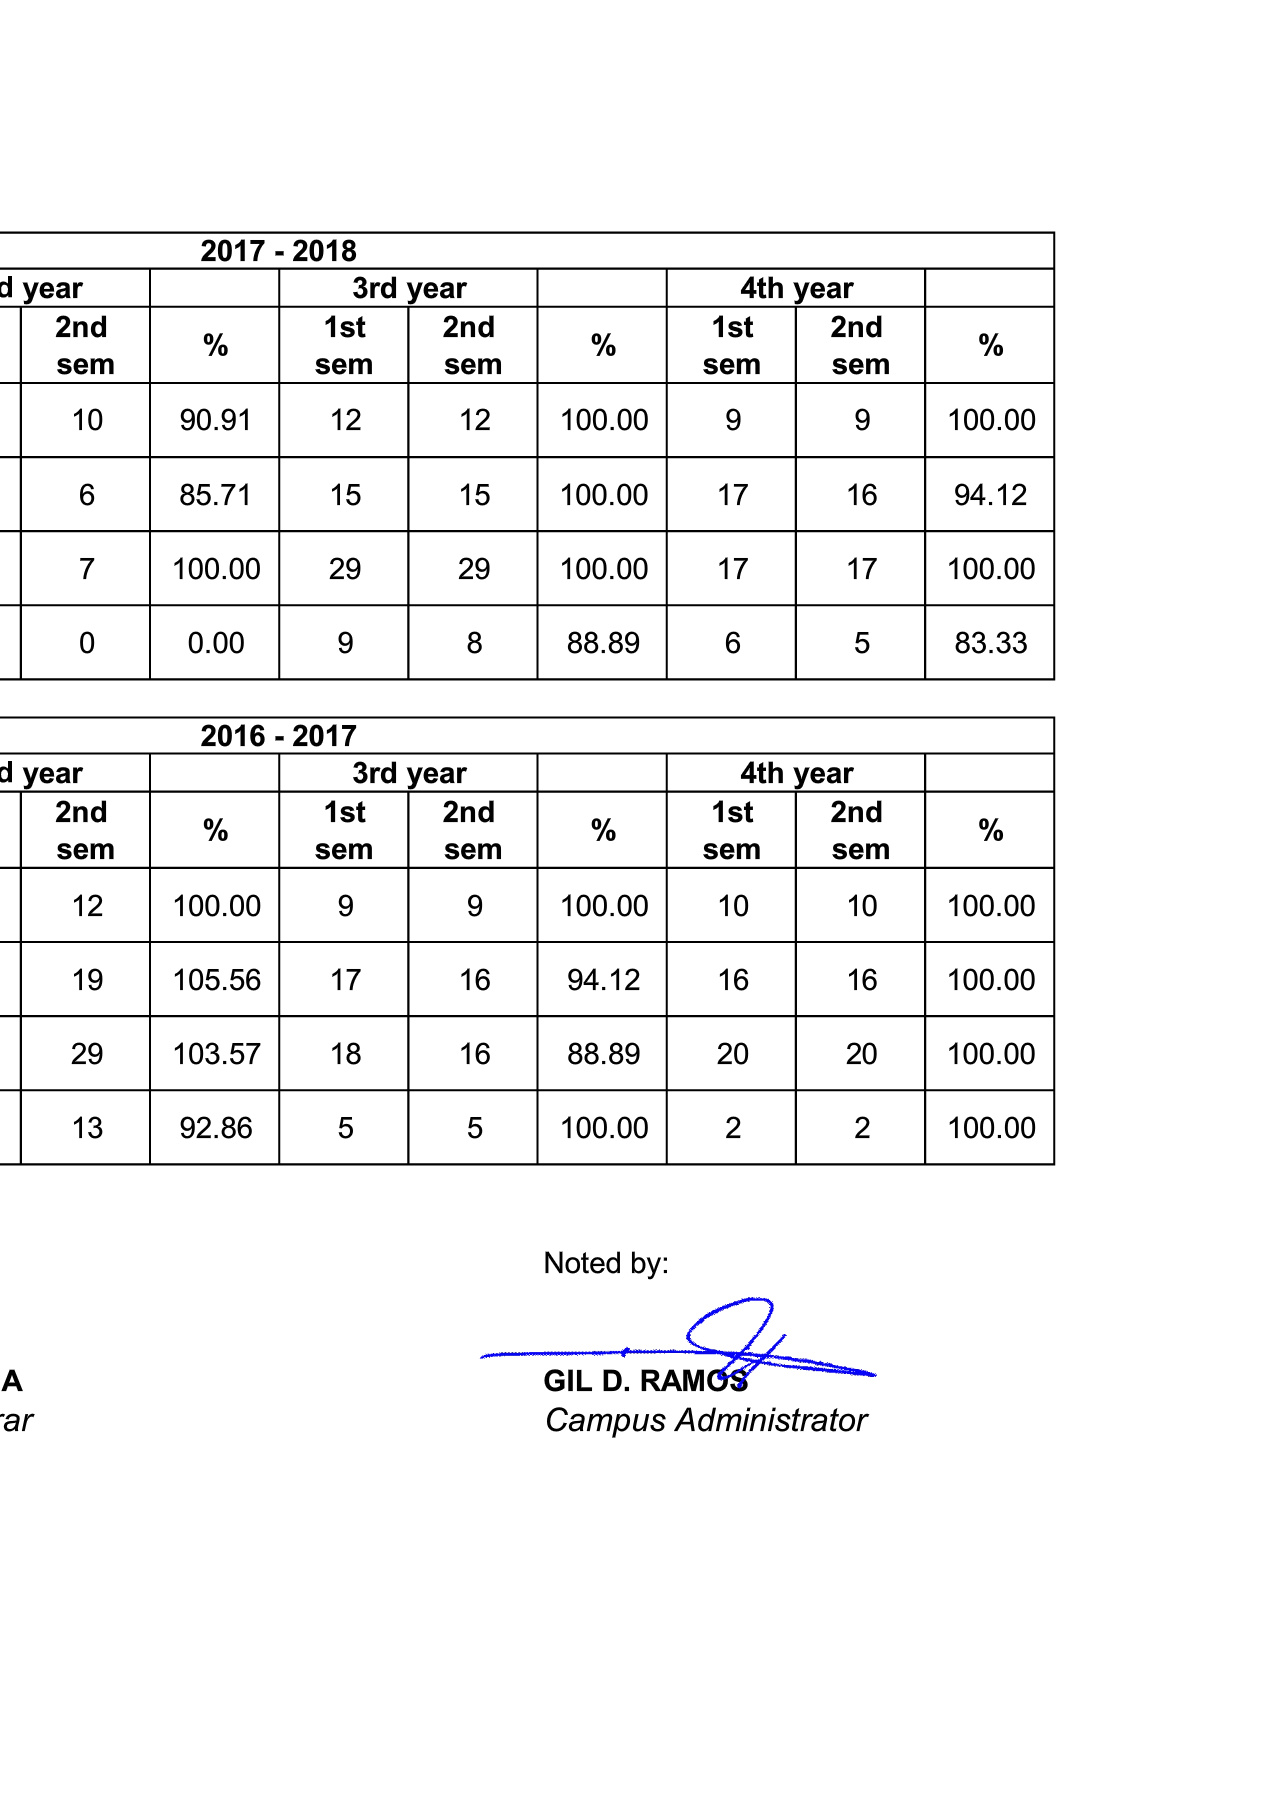 2017 - 2018
d year 3rd year 4th year
2nd sem % 1st sem 2nd sem % 1st sem 2nd sem %
10 90.91 12 12 100.00 9 9 100.00
6 85.71 15 15 100.00 17 16 94.12
7 100.00 29 29 100.00 17 17 100.00
0 0.00 9 8 88.89 6 5 83.33
2016 - 2017
d year 3rd year 4th year
2nd sem % 1st sem 2nd sem % 1st sem 2nd sem %
12 100.00 9 9 100.00 10 10 100.00
19 105.56 17 16 94.12 16 16 100.00
29 103.57 18 16 88.89 20 20 100.00
13 92.86 5 5 100.00 2 2 100.00
Noted by:
A GIL D. RAMOS
rar Campus Administrator